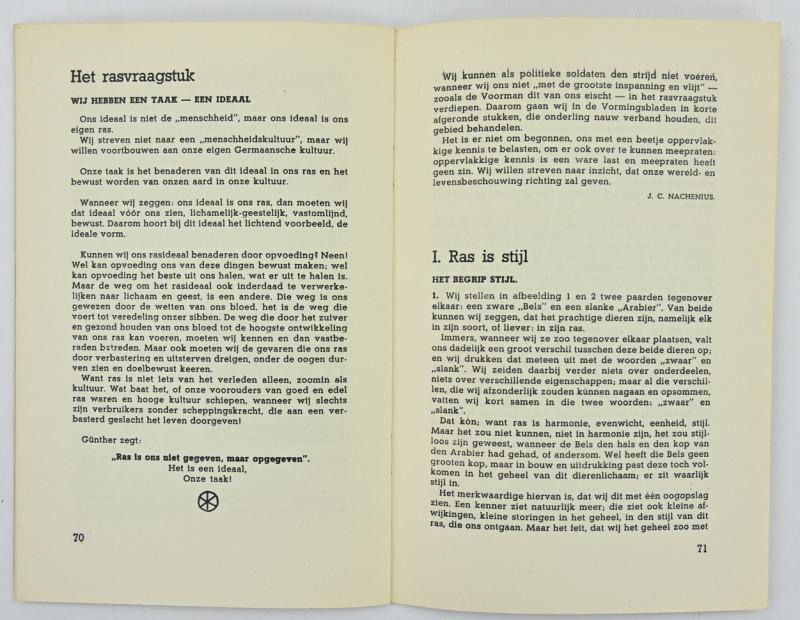 Het rasvraagstuk
WIJ HEBBEN EEN TAAK — EEN IDEAAL
Ons ideaal is niet de „menschheid", maar ons ideaal is ons
eigen ras.
Wij streven niet naar een „menschheidskultuur", maar wij
willen voortbouwen aan onze eigen Germaansche kultuur.
Onze taak is het benaderen van dit ideaal in ons ras en het
bewust worden van onzen aard in onze kultuur.
Wanneer wij zeggen: ons ideaal is ons ras, dan moeten wij
dat ideaal vóór ons zien, lichamelijk-geestelijk, vastomlijnd,
bewust. Daarom hoort bij dit ideaal het lichtend voorbeeld, de
ideale vorm.
Kunnen wij ons rasideaal benaderen door opvoeding? Neen!
Wel kan opvoeding ons van deze dingen bewust maken; wel
kan opvoeding het beste uit ons halen, wat er uit te halen is.
Maar de weg om het rasideaal ook inderdaad te verwerke-
lijken naar lichaam en geest, is een andere. Die weg is ons
gewezen door de wetten van ons bloed, het is de weg die
voert tot veredeling onzer sibben. De weg die door het zuiver
en gezond houden van ons bloed tot de hoogste ontwikkeling
van ons ras kan voeren, moeten wij kennen en dan vastbe-
raden betreden. Maar ook moeten wij de gevaren die ons ras
door verbastering en uitsterven dreigen, onder de oogen dur-
ven zien en doelbewust keeren.
Want ras is niet iets van het verleden alleen, zoomin als
kultuur. Wat baat het, of onze voorouders van goed en edel
ras waren en hooge kultuur schiepen, wanneer wij slechts
zijn verbruikers zonder scheppingskracht, die aan een ver-
basterd geslacht het leven doorgeven!
Günther zegt:
„Ras is ons niet gegeven, maar opgegeven".
Het is een ideaal,
Onze taak!
70
Wij kunnen als politieke soldaten den strijd niet voeren,
wanneer wij ons niet „met de grootste inspanning en vlijt" —
zooals de Voorman dit van ons eischt — in het rasvraagstuk
verdiepen. Daarom gaan wij in de Vormingsbladen in korte
afgeronde stukken, die onderling nauw verband houden, dit
gebied behandelen.
Het is er niet om begonnen, ons met een beetje oppervlak-
kige kennis te belasten, om er ook over te kunnen meepraten:
oppervlakkige kennis is een ware last en meepraten heeft
geen zin. Wij willen streven naar inzicht, dat onze wereld- en
levensbeschouwing richting zal geven.
J. C. NACHENIUS.
I. Ras is stijl
HET BEGRIP STIJL.
1. Wij stellen in afbeelding 1 en 2 twee paarden tegenover
elkaar: een zware „Bels" en een slanke „Arabier". Van beide
kunnen wij zeggen, dat het prachtige dieren zijn, namelijk elk
in zijn soort, of liever: in zijn ras.
Immers, wanneer wij ze zoo tegenover elkaar plaatsen, valt
ons dadelijk een groot verschil tusschen deze beide dieren op;
en wij drukken dat meteen uit met de woorden „zwaar" en
„slank". Wij zeiden daarbij verder niets over onderdeelen,
niets over verschillende eigenschappen; maar al die verschil-
len, die wij afzonderlijk zouden kúnnen nagaan en opsommen,
vatten wij kort samen in die twee woorden: „zwaar" en
„slank".
Dat kón; want ras is harmonie, evenwicht, eenheid, stijl.
Maar het zou niet kunnen, niet in harmonie zijn, het zou stijl-
loos zijn geweest, wanneer de Bels den hals en den kop van
den Arabier had gehad, of andersom. Wel heeft die Bels geen
grooten kop, maar in bouw en uitdrukking past deze toch vol-
komen in het geheel van dit dierenlichaam; er zit waarlijk
stijl in.
Het merkwaardige hiervan is, dat wij dit met één oogopslag
zien. Een kenner ziet natuurlijk meer; die ziet ook kleine af-
wijkingen, kleine storingen in het geheel, in den stijl van dit
ras, die ons ontgaan. Maar het feit, dat wij het geheel zoo met
71